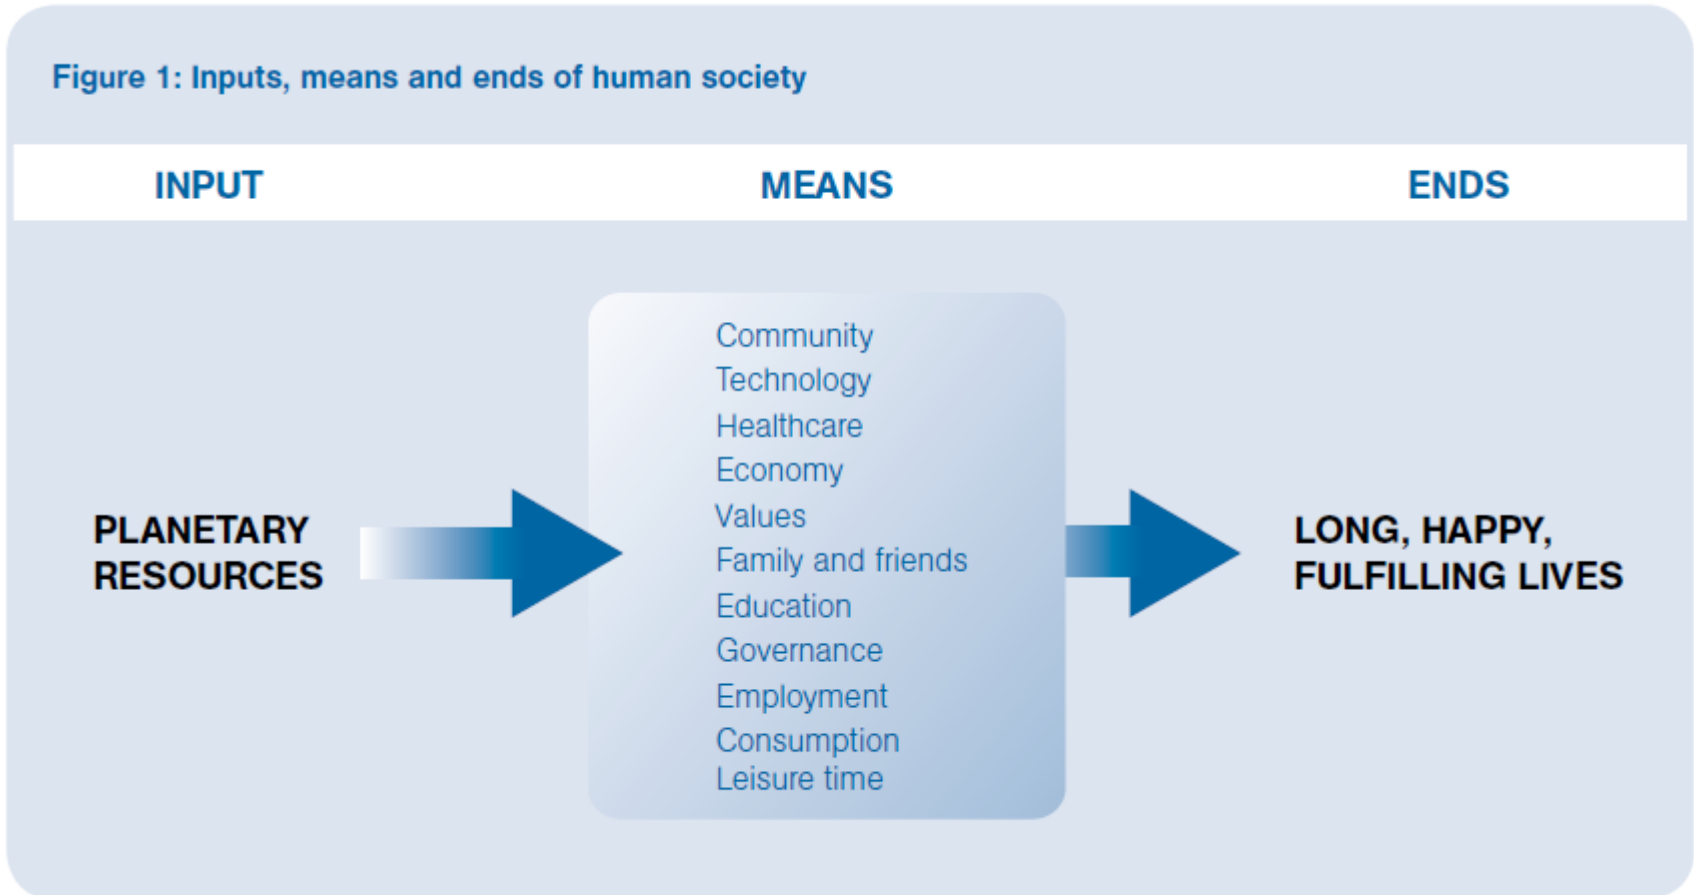 Figure 1: Inputs, means and ends of human society
INPUT
MEANS
ENDS
PLANETARY
RESOURCES
Community
Technology
Healthcare
Economy
Values
Family and friends
Education
Governance
Employment
Consumption
Leisure time
LONG, HAPPY,
FULFILLING LIVES